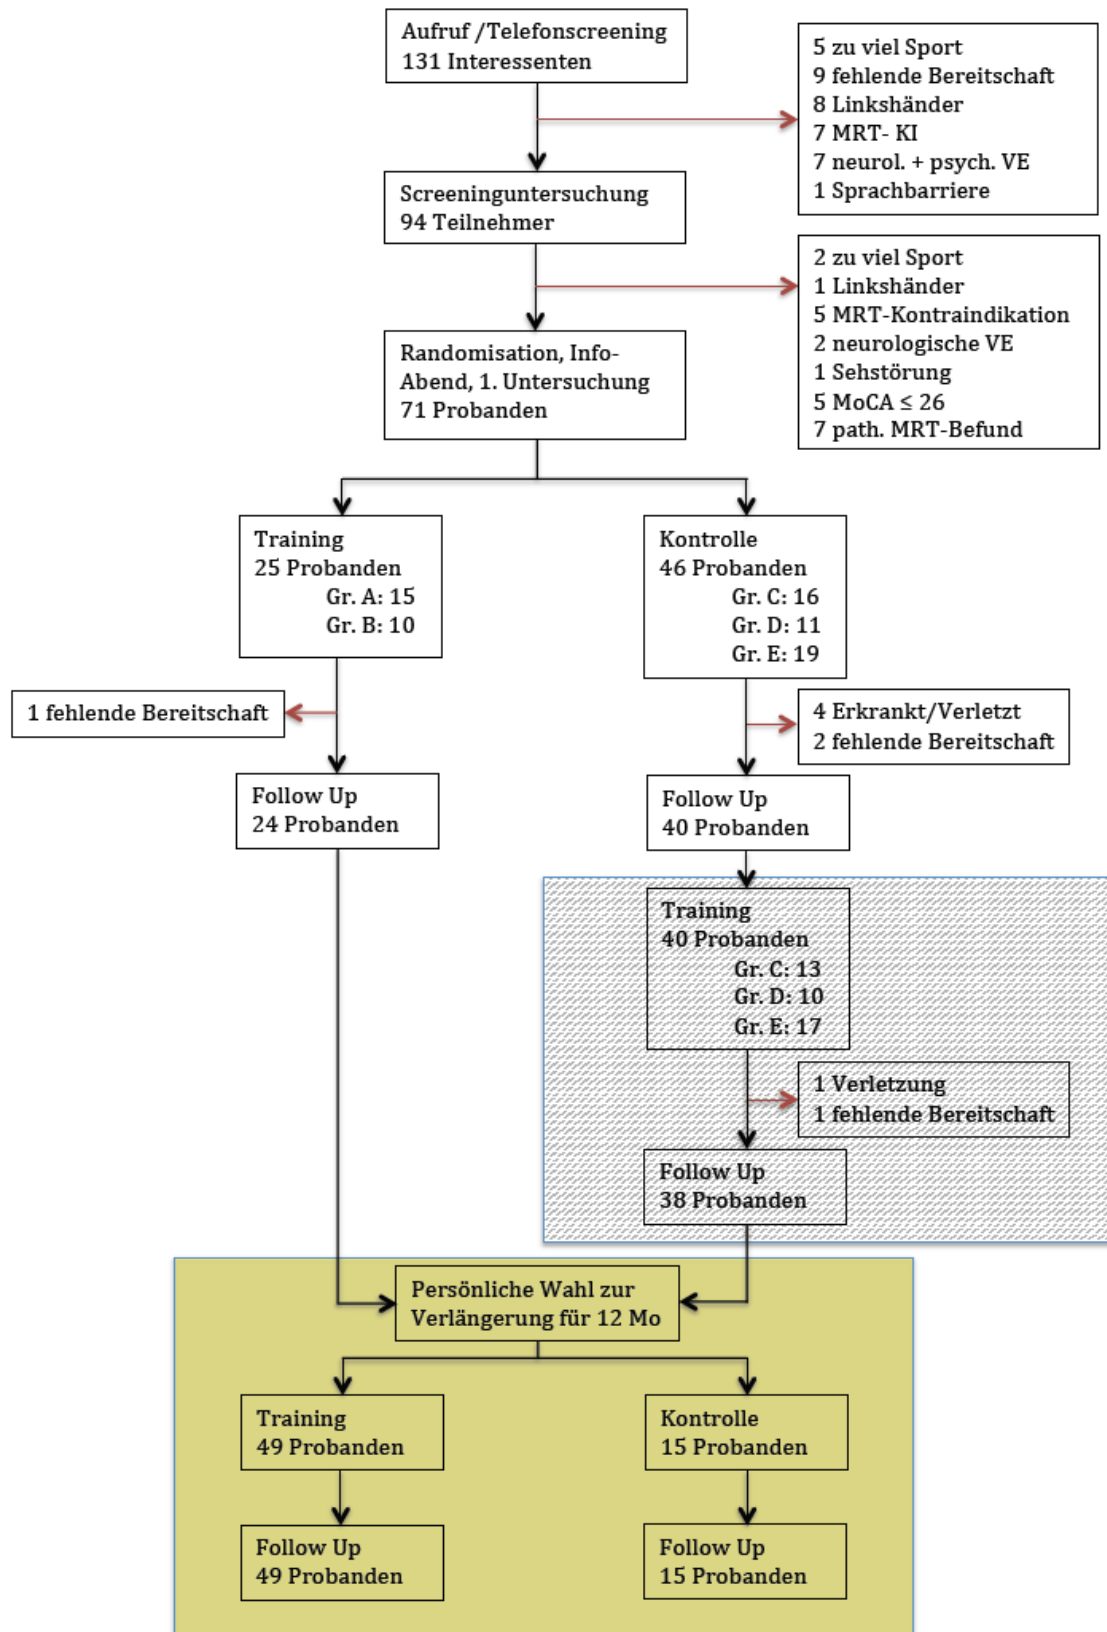 Aufruf /Telefonscreening
131 Interessenten
5 zu viel Sport
9 fehlende Bereitschaft
8 Linkshänder
7 MRT- KI
7 neurol. + psych. VE
1 Sprachbarriere
Screeninguntersuchung
94 Teilnehmer
2 zu viel Sport
1 Linkshänder
5 MRT-Kontraindikation
2 neurologische VE
1 Sehstörung
5 MoCA ≤ 26
7 path. MRT-Befund
Randomisation, Info-
Abend, 1. Untersuchung
71 Probanden
Training
25 Probanden
Gr. A: 15
Gr. B: 10
Kontrolle
46 Probanden
Gr. C: 16
Gr. D: 11
Gr. E: 19
1 fehlende Bereitschaft
4 Erkrankt/Verletzt
2 fehlende Bereitschaft
Follow Up
24 Probanden
Follow Up
40 Probanden
Training
40 Probanden
Gr. C: 13
Gr. D: 10
Gr. E: 17
1 Verletzung
1 fehlende Bereitschaft
Follow Up
38 Probanden
Persönliche Wahl zur
Verlängerung für 12 Mo
Training
49 Probanden
Kontrolle
15 Probanden
Follow Up
49 Probanden
Follow Up
15 Probanden